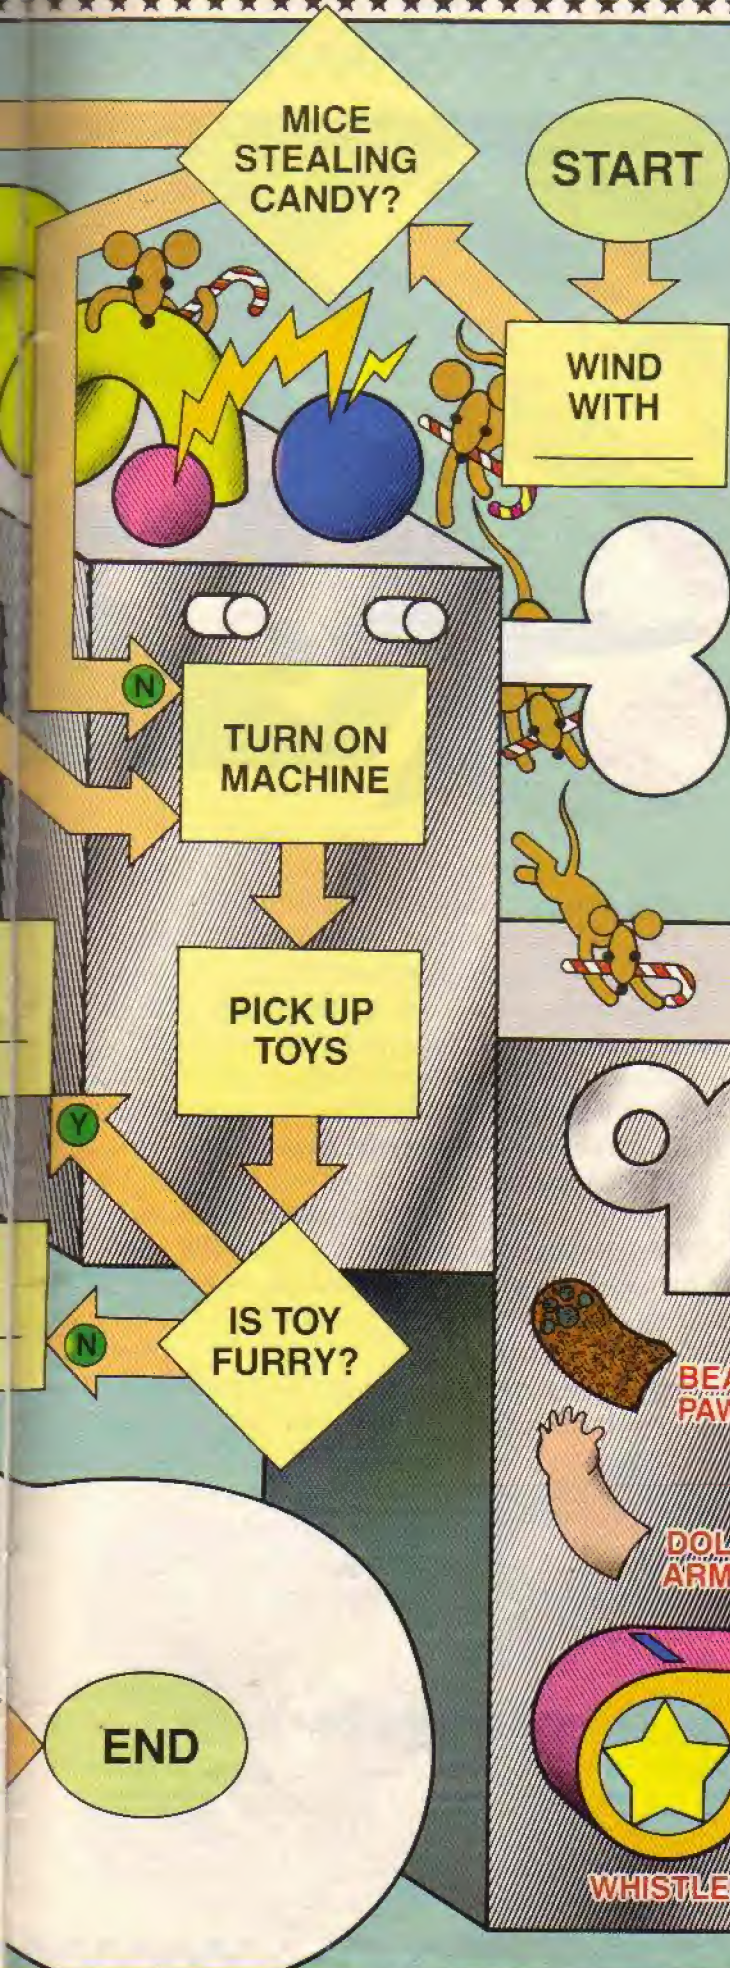 MICE
STEALING
CANDY?
START
WIND
WITH
N
TURN ON
MACHINE
PICK UP
TOYS
Y
IS TOY
FURRY?
N
END
WHISTLE